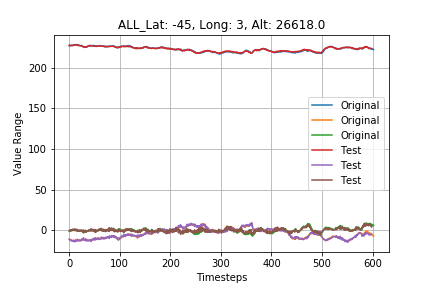 ALL_Lat: -45, Long: 3, Alt: 26618.0
Value Range
200
150
100
50
0
Original
Original
Original
Test
Test
Test
0 100 200 300 400 500 600
Timesteps